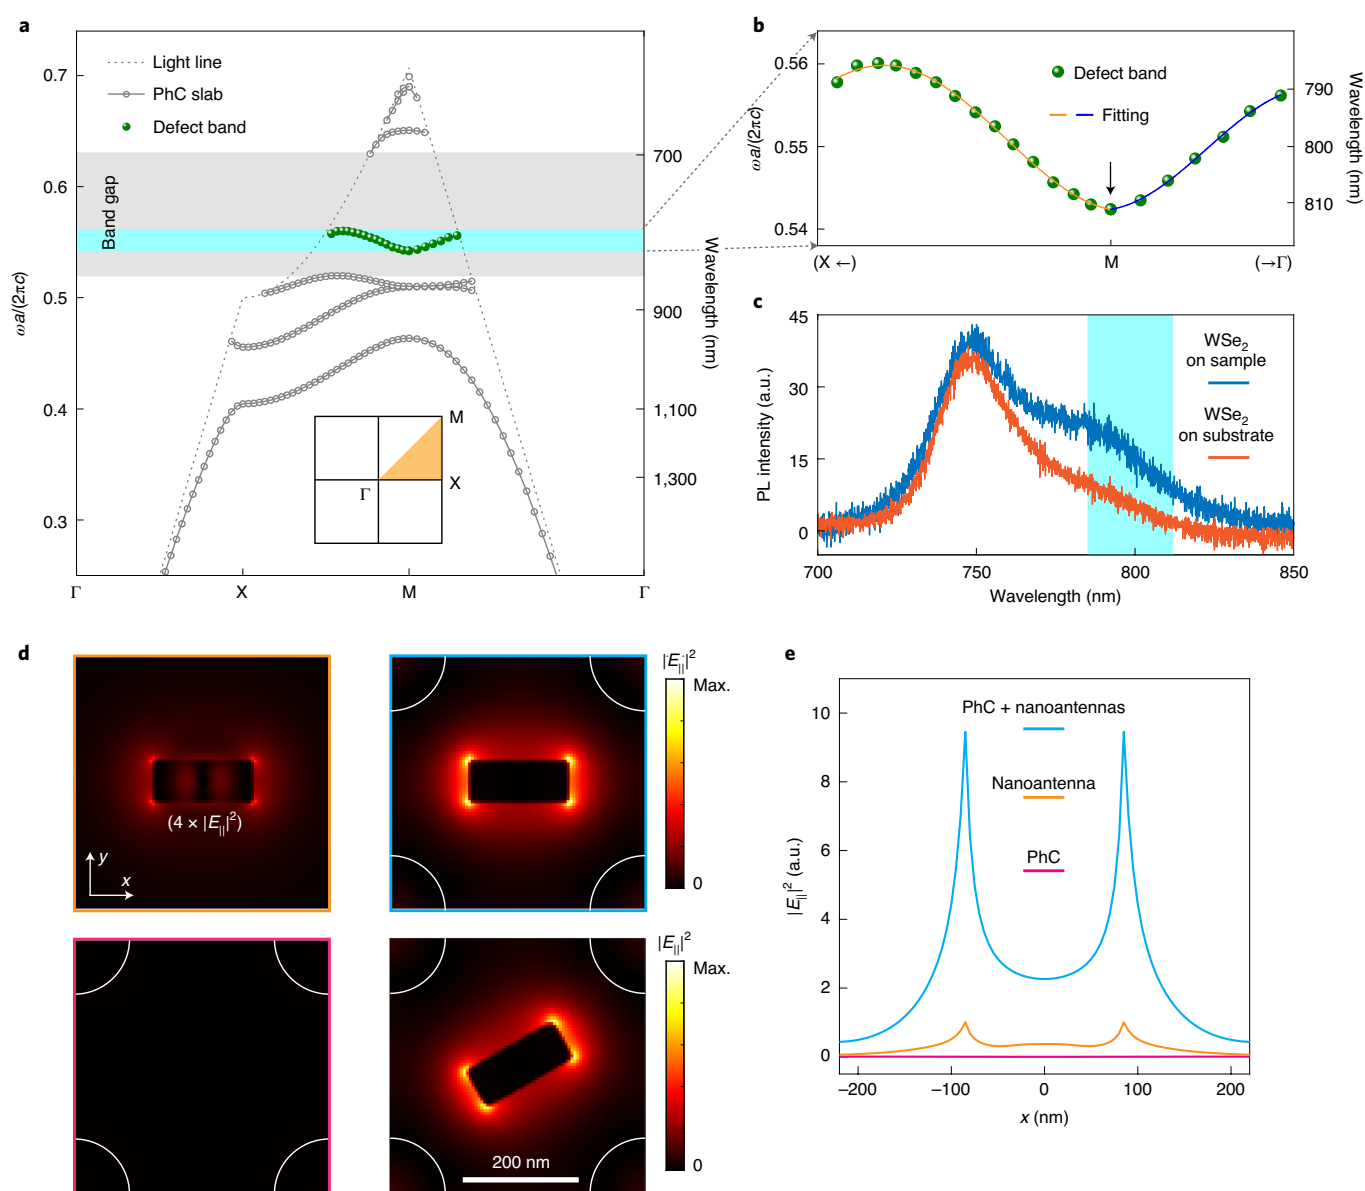 a
Light line
PhC slab
Defect band
0.7
0.6
0.5
0.4
0.3
ωa/(2πc)
Band gap
700
900
1,100
1,300
Wavelength (nm)
M
X
Γ
Γ
X
M
Γ
b
0.56
0.55
0.54
ωa/(2πc)
Defect band
Fitting
790
800
810
Wavelength (nm)
(X ←)
M
(→Γ)
c
45
30
15
0
PL intensity (a.u.)
WSe₂
on sample
WSe₂
on substrate
700
750
800
850
Wavelength (nm)
d
(4 × |E||||²)
y
x
|E||||²
Max.
0
|E||||²
Max.
0
200 nm
e
PhC + nanoantennas
Nanoantenna
PhC
10
8
6
4
2
0
|E||||² (a.u.)
–200
–100
0
100
200
x (nm)